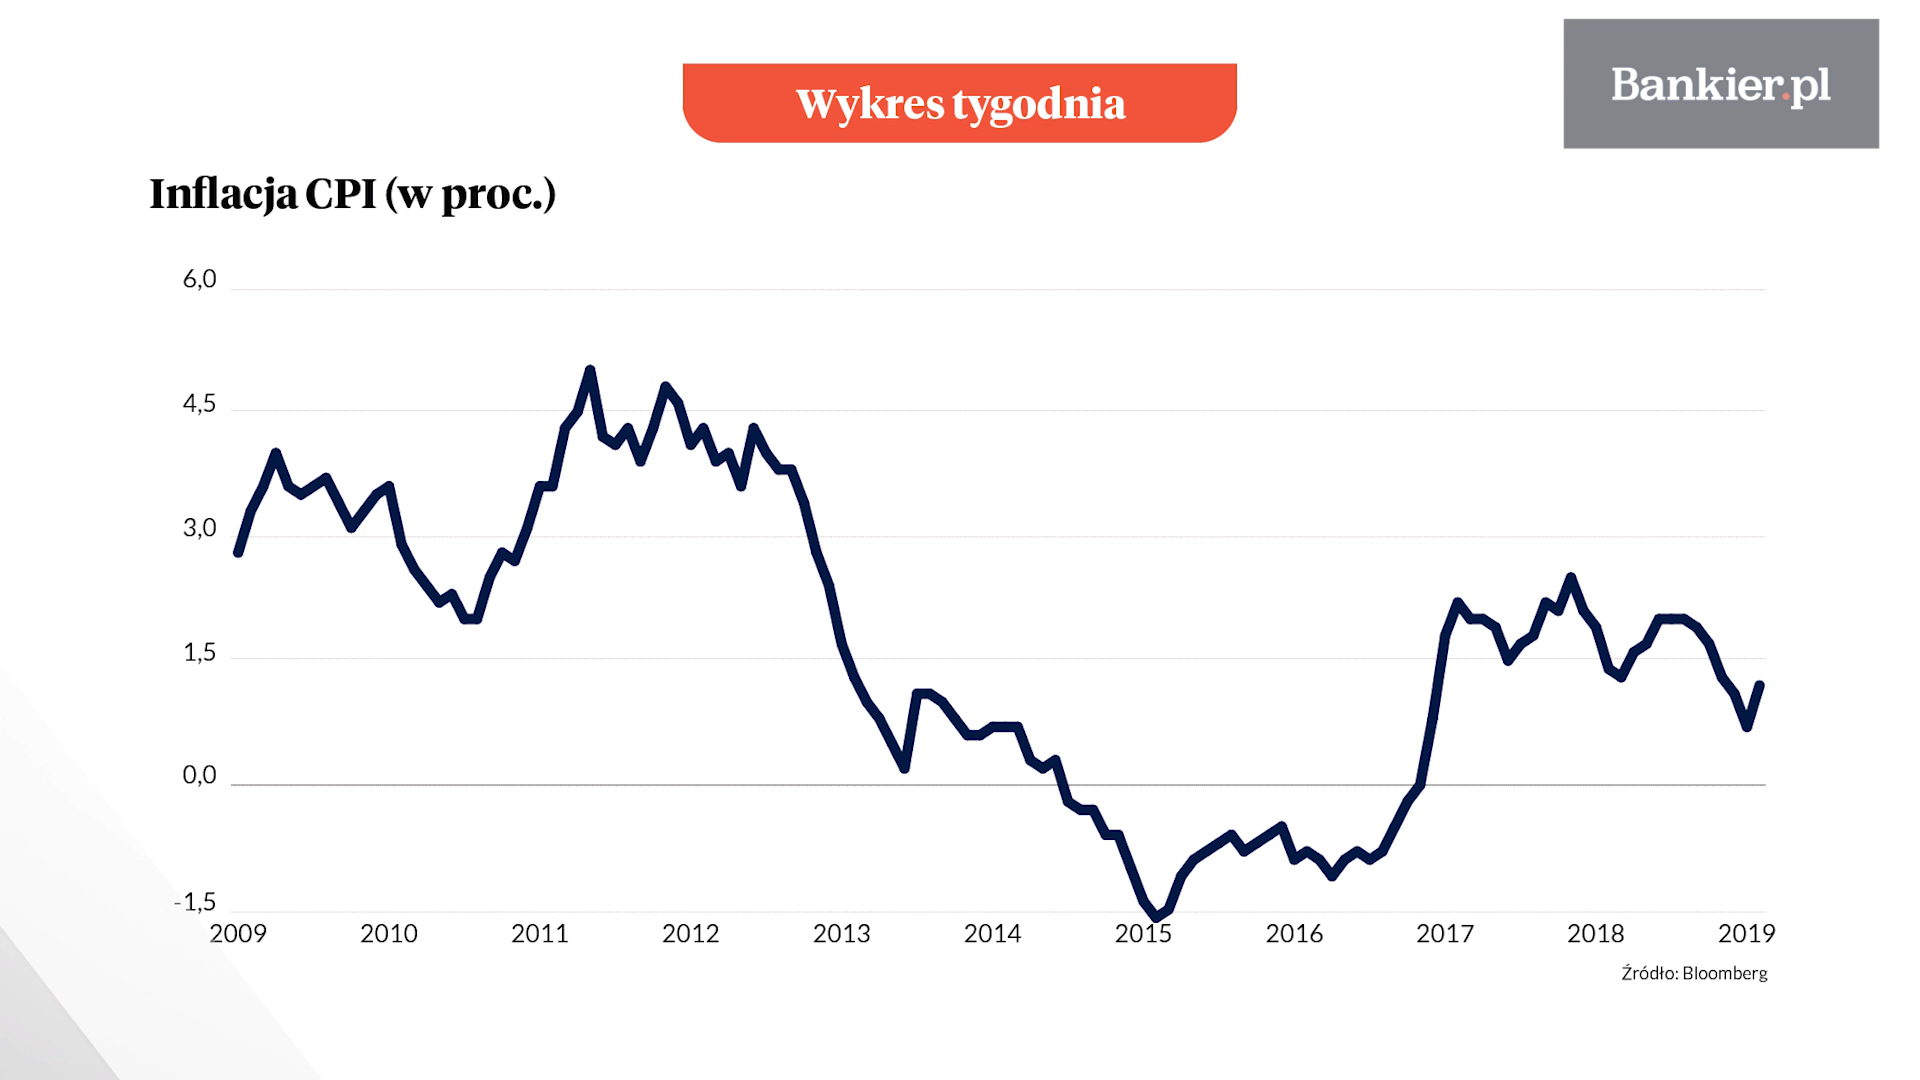 Wykres tygodnia
Bankier.pl
Inflacja CPI (w proc.)
6,0
4,5
3,0
1,5
0,0
-1,5
2009 2010 2011 2012 2013 2014 2015 2016 2017 2018 2019
Źródło: Bloomberg